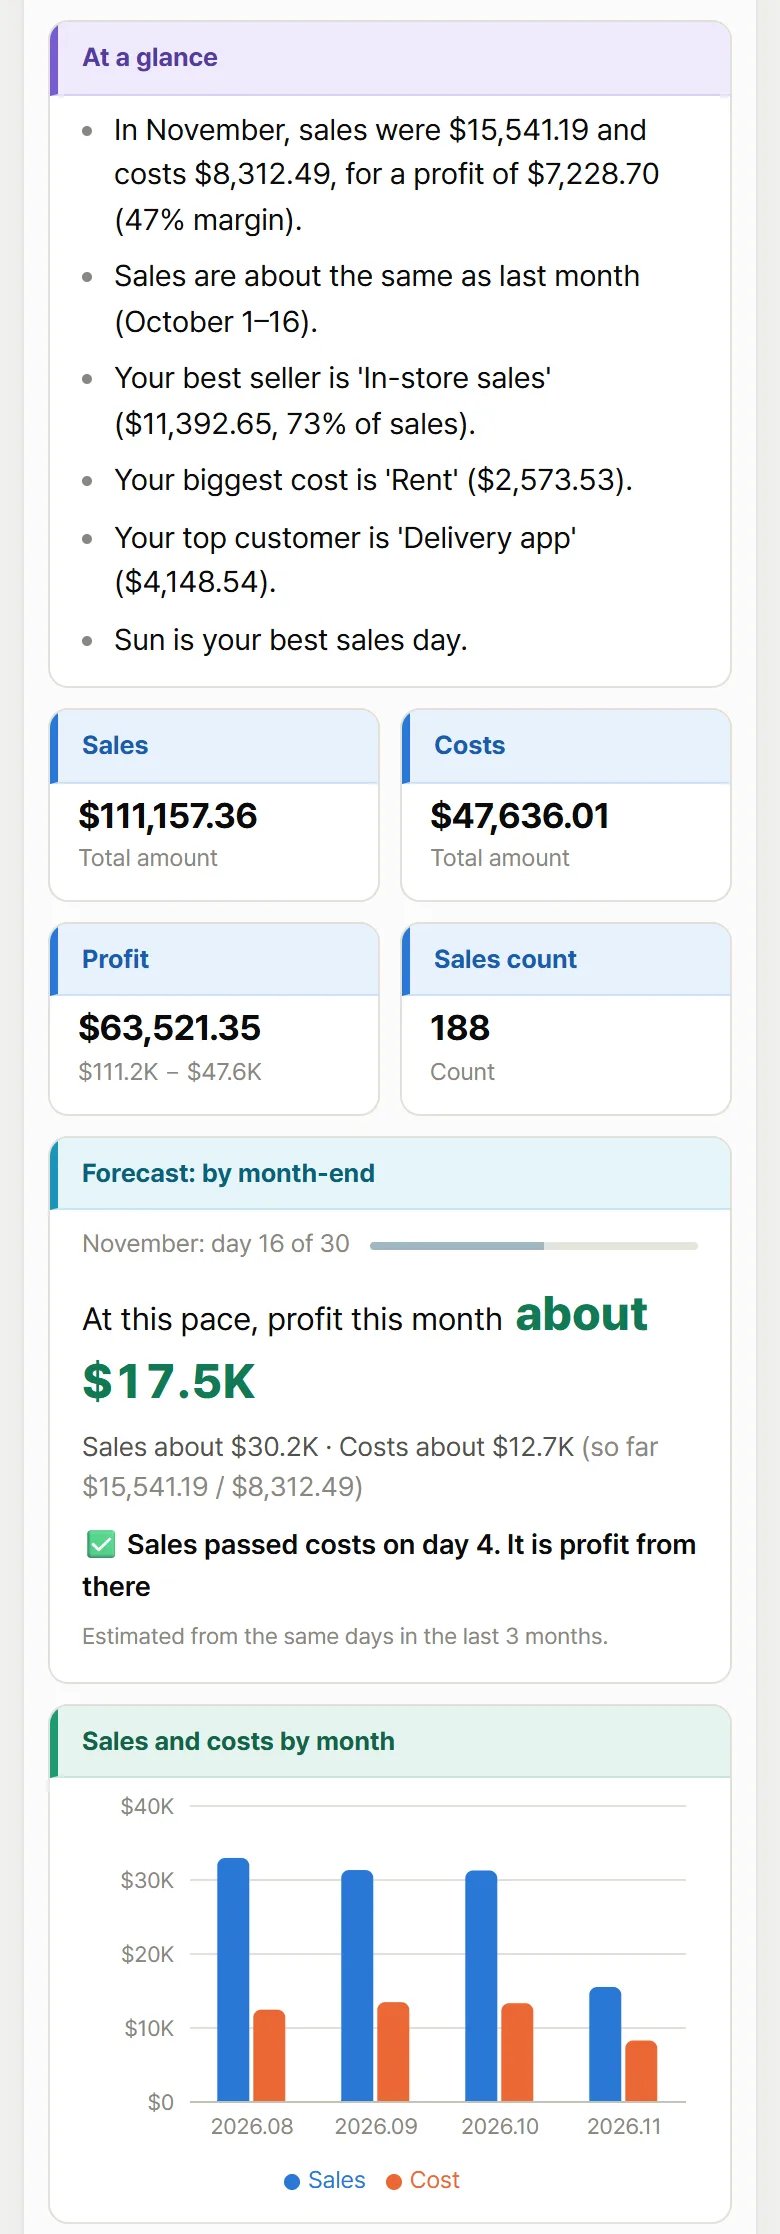 At a glance
In November, sales were $15,541.19 and
costs $8,312.49, for a profit of $7,228.70
(47% margin).
Sales are about the same as last month
(October 1–16).
Your best seller is 'In-store sales'
($11,392.65, 73% of sales).
Your biggest cost is 'Rent' ($2,573.53).
Your top customer is 'Delivery app'
($4,148.54).
Sun is your best sales day.
Sales
$111,157.36
Total amount
Costs
$47,636.01
Total amount
Profit
$63,521.35
$111.2K − $47.6K
Sales count
188
Count
Forecast: by month-end
November: day 16 of 30
At this pace, profit this month about
$17.5K
Sales about $30.2K · Costs about $12.7K (so far
$15,541.19 / $8,312.49)
✅ Sales passed costs on day 4. It is profit from
there
Estimated from the same days in the last 3 months.
Sales and costs by month
$40K
$30K
$20K
$10K
$0
2026.08 2026.09 2026.10 2026.11
Sales Cost